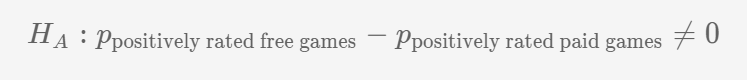 H_A : p_positively rated free games − p_positively rated paid games ≠ 0